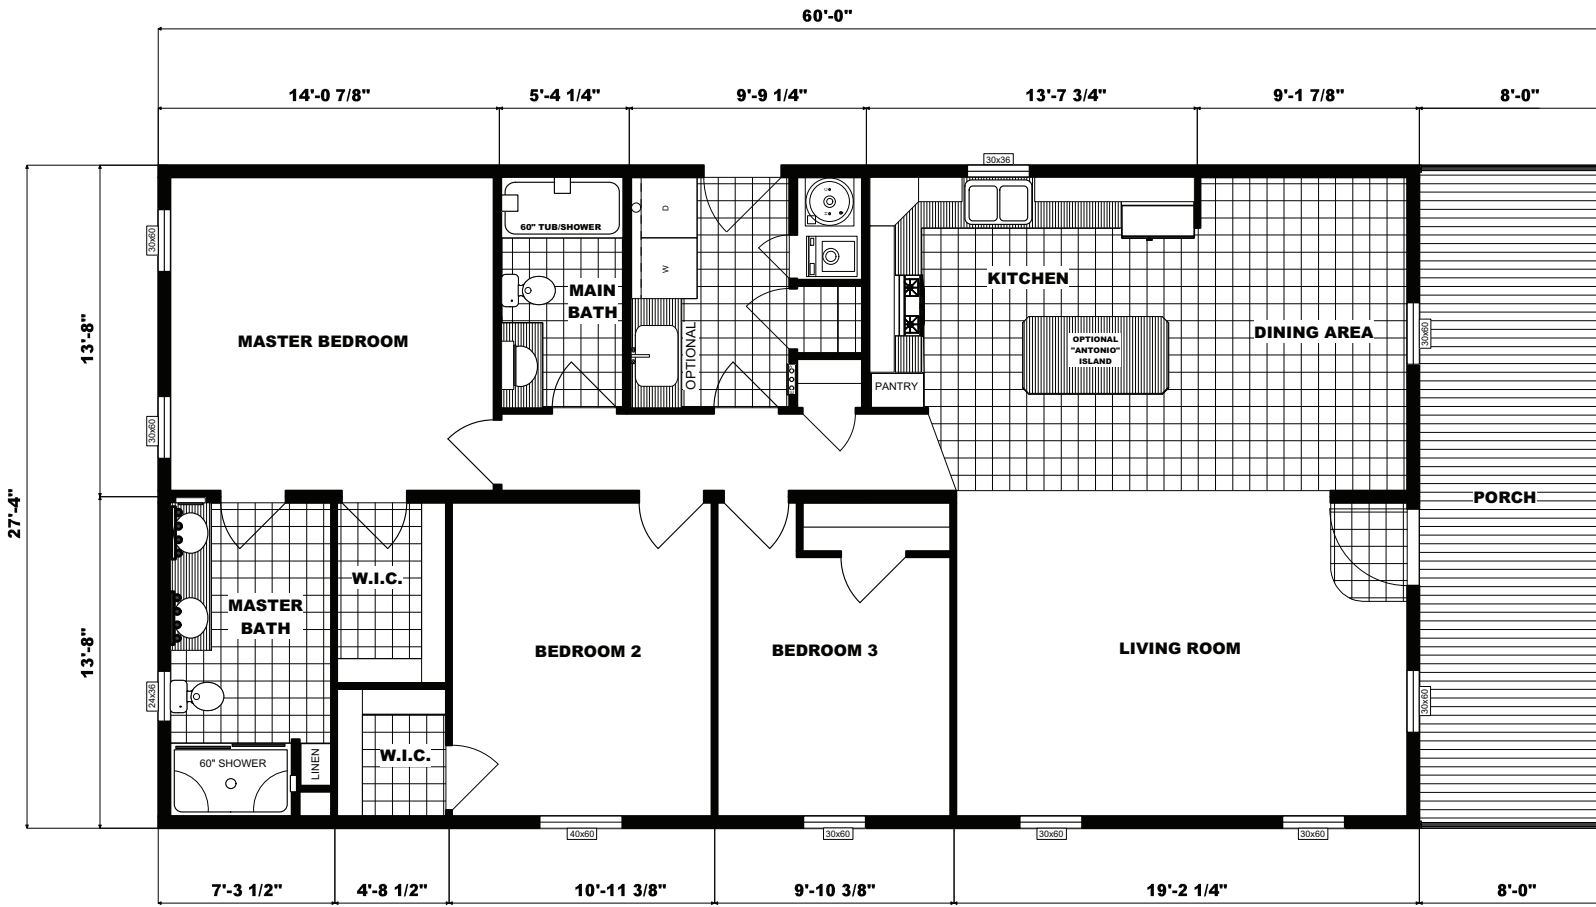 60'-0"
14'-0 7/8"
5'-4 1/4"
9'-9 1/4"
13'-7 3/4"
9'-1 7/8"
8'-0"
30x36
D
60" TUB/SHOWER
30x60
W
KITCHEN
MAIN
BATH
MASTER BEDROOM
OPTIONAL
OPTIONAL
"ANTONIO"
ISLAND
DINING AREA
30x60
13'-8"
PANTRY
30x60
27'-4"
PORCH
W.I.C.
MASTER
BATH
13'-8"
BEDROOM 2
BEDROOM 3
LIVING ROOM
24x36
30x60
W.I.C.
60" SHOWER
LINEN
40x60
30x60
30x60
30x60
7'-3 1/2"
4'-8 1/2"
10'-11 3/8"
9'-10 3/8"
19'-2 1/4"
8'-0"